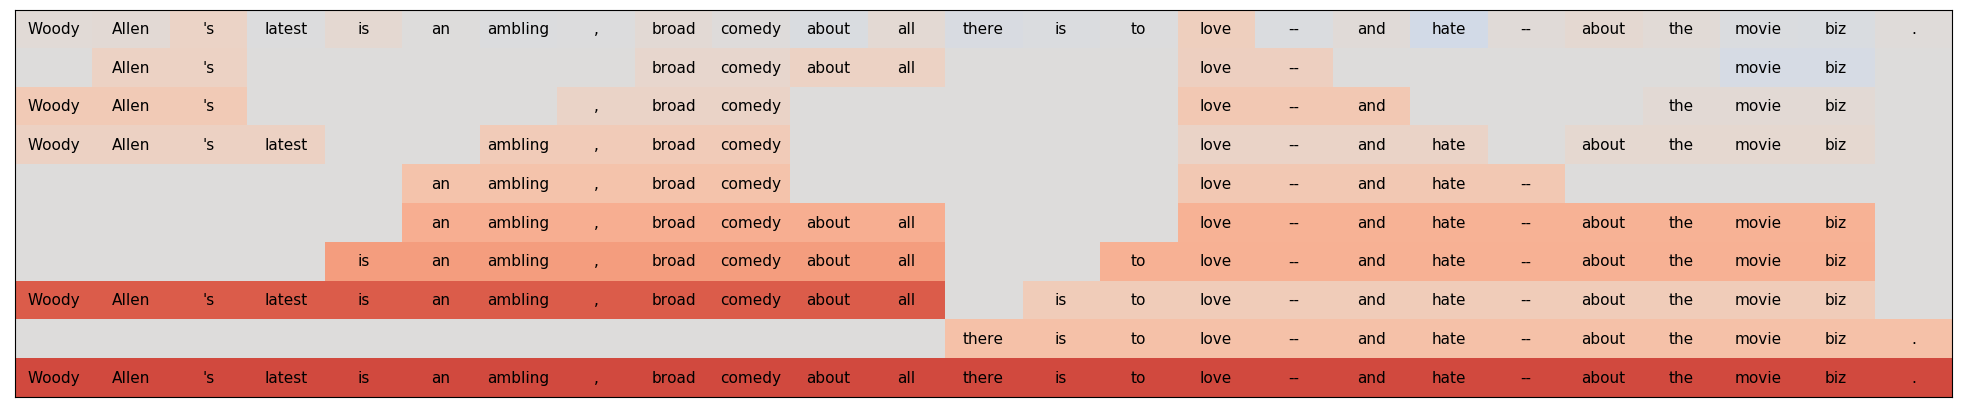 Woody Allen 's latest is an ambling , broad comedy about all there is to love -- and hate -- about the movie biz .
Allen 's broad comedy about all love -- movie biz
Woody Allen 's , broad comedy love -- and the movie biz
Woody Allen 's latest ambling , broad comedy love -- and hate about the movie biz
an ambling , broad comedy love -- and hate --
an ambling , broad comedy about all love -- and hate -- about the movie biz
is an ambling , broad comedy about all to love -- and hate -- about the movie biz
Woody Allen 's latest is an ambling , broad comedy about all is to love -- and hate -- about the movie biz
there is to love -- and hate -- about the movie biz .
Woody Allen 's latest is an ambling , broad comedy about all there is to love -- and hate -- about the movie biz .